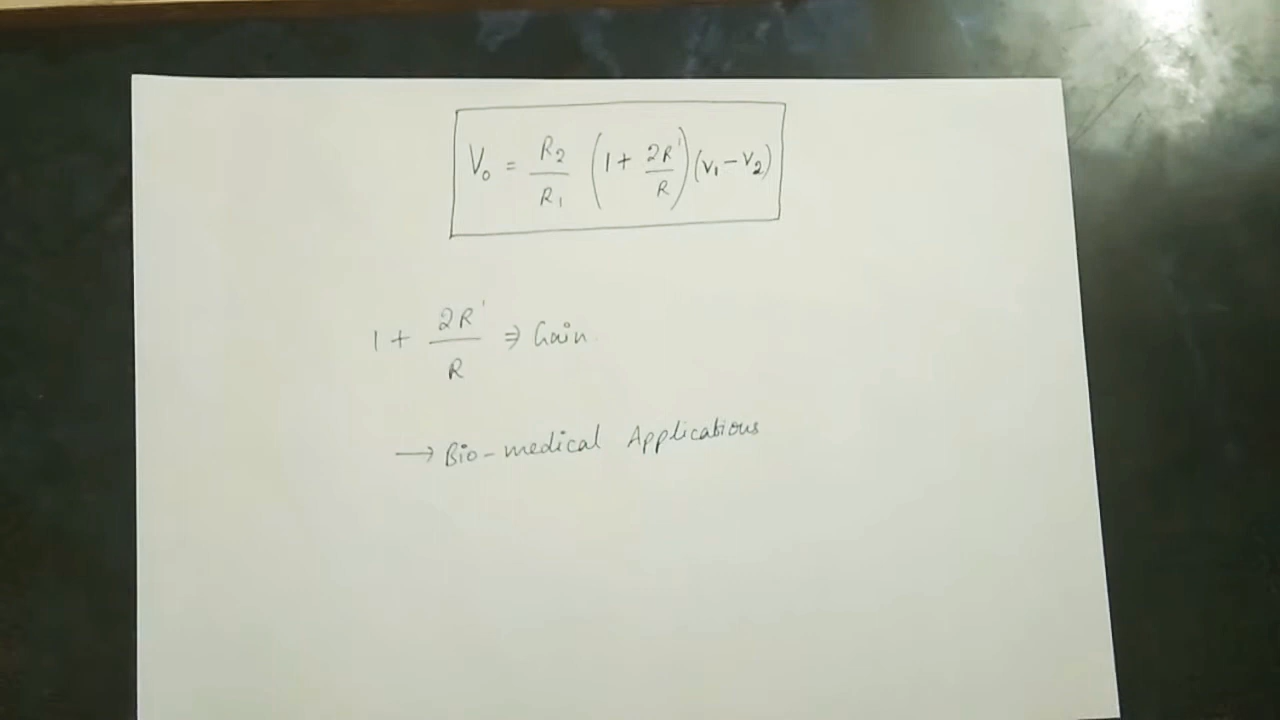 V₀ = R₂/R₁ (1 + 2R'/R) (v₁ – v₂)
1 + 2R'/R ⇒ Gain
→ Bio-medical Applications